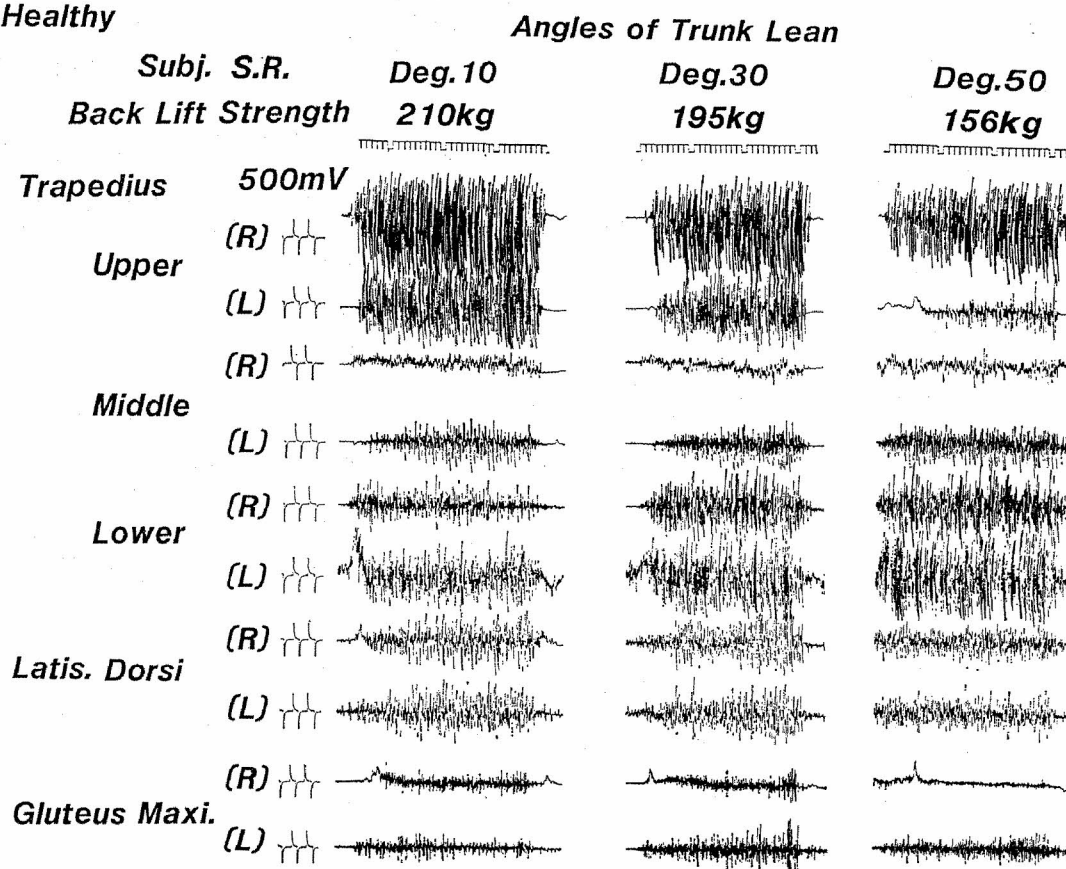 Healthy
Angles of Trunk Lean
Subj. S.R. Deg.10 Deg.30 Deg.50
Back Lift Strength 210kg 195kg 156kg
Trapedius 500mV
(R)
Upper
(L)
(R)
Middle
(L)
(R)
Lower
(L)
(R)
Latis. Dorsi
(L)
(R)
Gluteus Maxi.
(L)